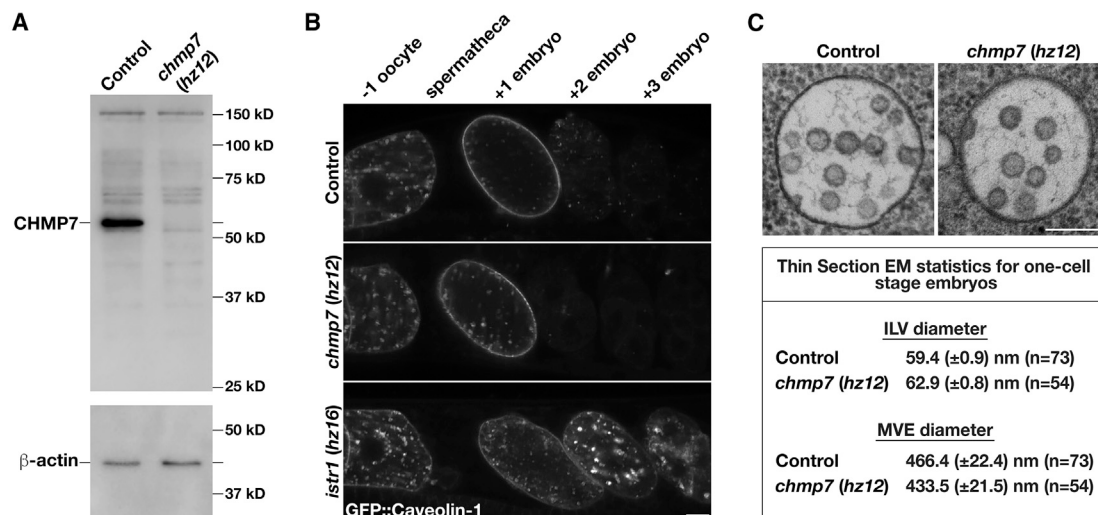 A
Control
chmp7
(hz12)
150 kD
100 kD
75 kD
CHMP7
50 kD
37 kD
25 kD
50 kD
β-actin
37 kD
B
-1 oocyte
spermatheca
+1 embryo
+2 embryo
+3 embryo
Control
chmp7 (hz12)
istr1 (hz16)
GFP::Caveolin-1
C
Control
chmp7 (hz12)
Thin Section EM statistics for one-cell
stage embryos
ILV diameter
Control 59.4 (±0.9) nm (n=73)
chmp7 (hz12) 62.9 (±0.8) nm (n=54)
MVE diameter
Control 466.4 (±22.4) nm (n=73)
chmp7 (hz12) 433.5 (±21.5) nm (n=54)